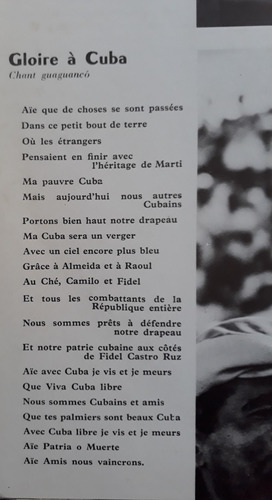 Gloire à Cuba
Chant guaguancó
Aïe que de choses se sont passées
Dans ce petit bout de terre
Où les étrangers
Pensaient en finir avec
l'héritage de Marti
Ma pauvre Cuba
Mais aujourd'hui nous autres
Cubains
Portons bien haut notre drapeau
Ma Cuba sera un verger
Avec un ciel encore plus bleu
Grâce à Almeida et à Raoul
Au Ché, Camilo et Fidel
Et tous les combattants de la
République entière
Nous sommes prêts à défendre
notre drapeau
Et notre patrie cubaine aux côtés
de Fidel Castro Ruz
Aïe avec Cuba je vis et je meurs
Que Viva Cuba libre
Nous sommes Cubains et amis
Que tes palmiers sont beaux Cuba
Avec Cuba libre je vis et je meurs
Aïe Patria o Muerte
Aïe Amis nous vaincrons.